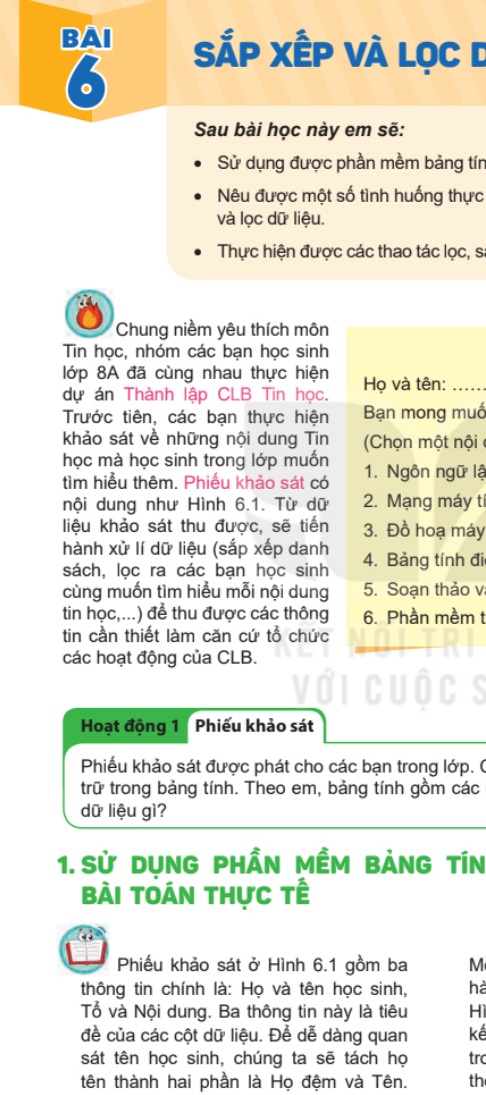 BÀI
6
SẮP XẾP VÀ LỌC
Sau bài học này em sẽ:
• Sử dụng được phần mềm bảng
• Nêu được một số tình huống thực
và lọc dữ liệu.
• Thực hiện được các thao tác lọc,
Chung niềm yêu thích môn
Tin học, nhóm các bạn học sinh
lớp 8A đã cùng nhau thực hiện
dự án Thành lập CLB Tin học.
Trước tiên, các bạn thực hiện
khảo sát về những nội dung Tin
học mà học sinh trong lớp muốn
tìm hiểu thêm. Phiếu khảo sát có
nội dung như Hình 6.1. Từ dữ
liệu khảo sát thu được, sẽ tiến
hành xử lí dữ liệu (sắp xếp danh
sách, lọc ra các bạn học sinh
cùng muốn tìm hiểu mỗi nội dung
tin học,...) để thu được các thông
tin cần thiết làm căn cứ tổ chức
các hoạt động của CLB.
Họ và tên: ......
Bạn mong
(Chọn một nội
1. Ngôn ngữ
2. Mạng máy
3. Đồ hoạ máy
4. Bảng tính
5. Soạn thảo
6. Phần mềm
KẾT NỐI TRI
VỚI CUỘC
Hoạt động 1 Phiếu khảo sát
Phiếu khảo sát được phát cho các bạn trong lớp.
trữ trong bảng tính. Theo em, bảng tính gồm các
dữ liệu gì?
1. SỬ DỤNG PHẦN MỀM BẢNG
BÀI TOÁN THỰC TẾ
Phiếu khảo sát ở Hình 6.1 gồm ba
thông tin chính là: Họ và tên học sinh,
Tổ và Nội dung. Ba thông tin này là tiêu
đề của các cột dữ liệu. Để dễ dàng quan
sát tên học sinh, chúng ta sẽ tách họ
tên thành hai phần là Họ đệm và Tên.